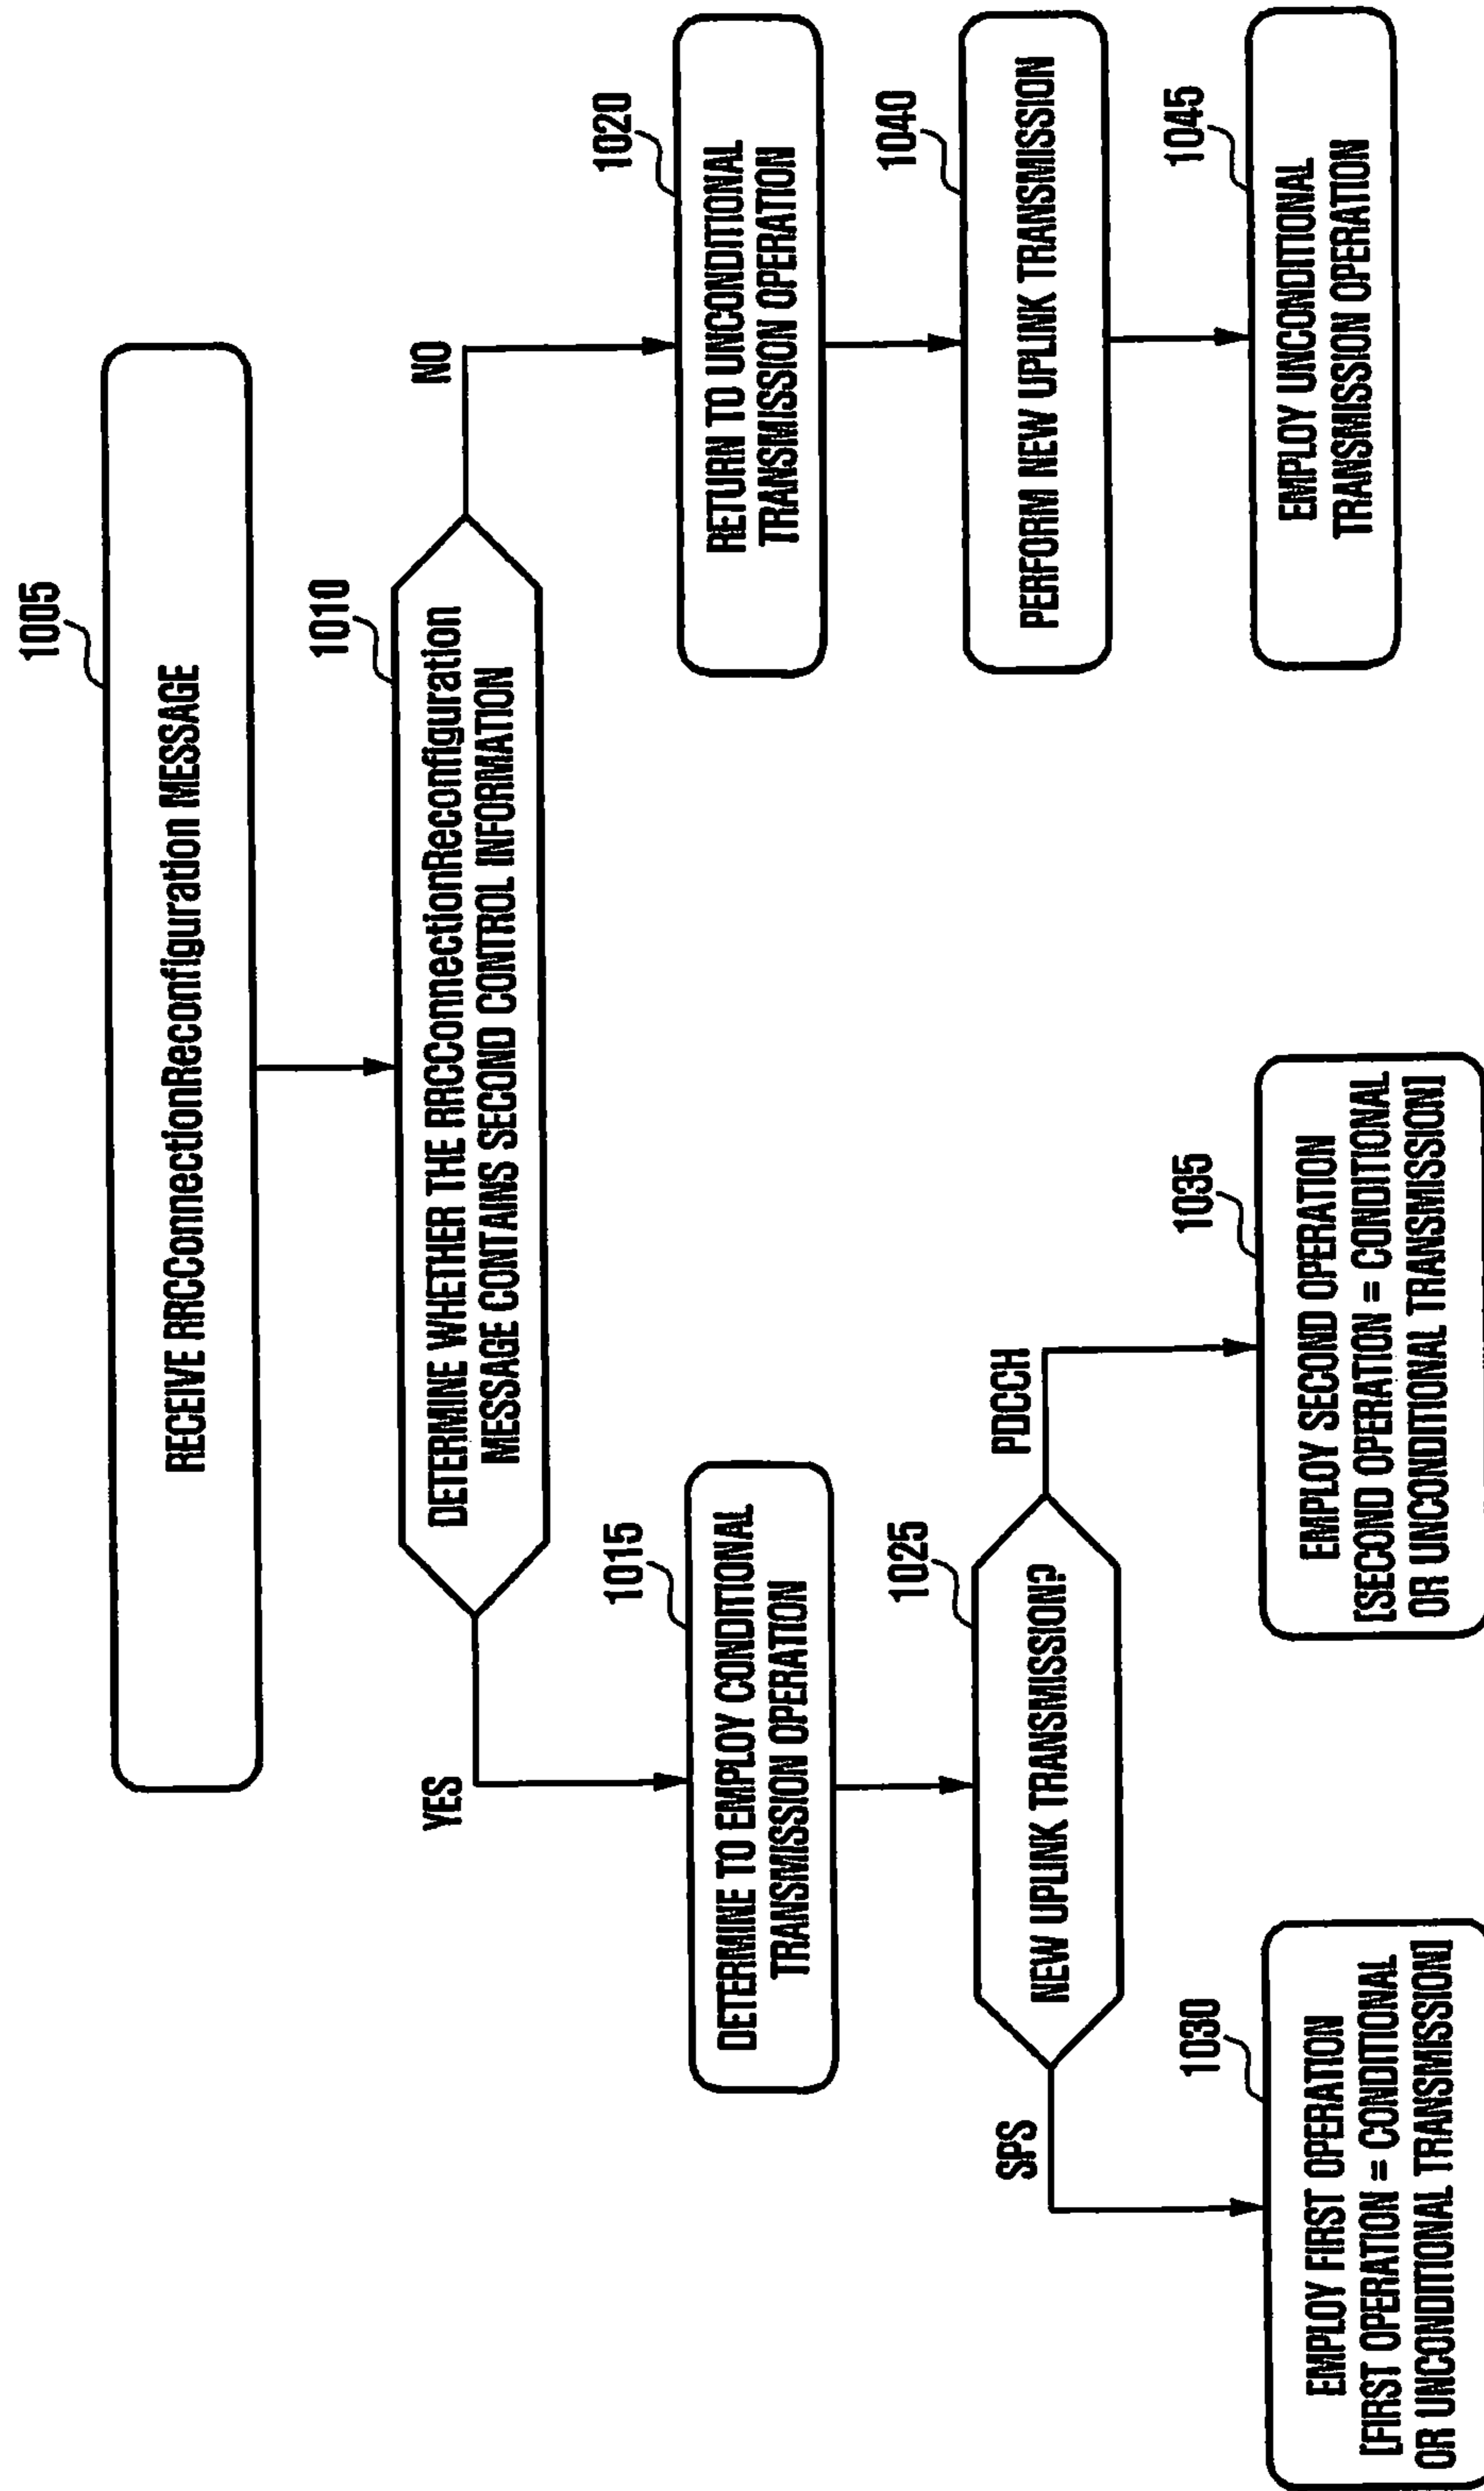 1005
RECEIVE RRCConnectionReconfiguration MESSAGE
1010
DETERMINE WHETHER THE RRCConnectionReconfiguration
MESSAGE CONTAINS SECOND CONTROL INFORMATION
YES
NO
1015
DETERMINE TO EMPLOY CONDITIONAL
TRANSMISSION OPERATION
1020
RETURN TO UNCONDITIONAL
TRANSMISSION OPERATION
1025
NEW UPLINK TRANSMISSION?
1040
PERFORM NEW UPLINK TRANSMISSION
SPS
PDCCH
1030
EMPLOY FIRST OPERATION
[FIRST OPERATION = CONDITIONAL
OR UNCONDITIONAL TRANSMISSION]
1035
EMPLOY SECOND OPERATION
[SECOND OPERATION = CONDITIONAL
OR UNCONDITIONAL TRANSMISSION]
1045
EMPLOY UNCONDITIONAL
TRANSMISSION OPERATION